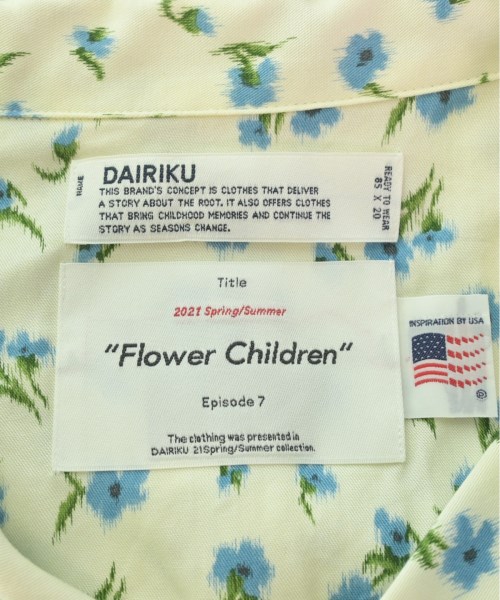 NAME
DAIRIKU
THIS BRAND'S CONCEPT IS CLOTHES THAT DELIVER
A STORY ABOUT THE ROOT. IT ALSO OFFERS CLOTHES
THAT BRING CHILDHOOD MEMORIES AND CONTINUE THE
STORY AS SEASONS CHANGE.
READY TO WEAR
85 X 20
Title
2021 Spring/Summer
"Flower Children"
Episode 7
The clothing was presented in
DAIRIKU 21Spring/Summer collection.
INSPIRATION BY USA